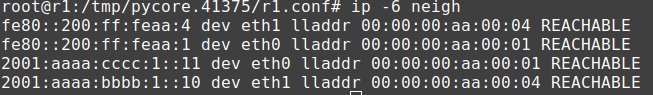 root@r1:/tmp/pycore.41375/r1.conf# ip -6 neigh
fe80::200:ff:feaa:4 dev eth1 lladdr 00:00:00:aa:00:04 REACHABLE
fe80::200:ff:feaa:1 dev eth0 lladdr 00:00:00:aa:00:01 REACHABLE
2001:aaaa:cccc:1::11 dev eth0 lladdr 00:00:00:aa:00:01 REACHABLE
2001:aaaa:bbbb:1::10 dev eth1 lladdr 00:00:00:aa:00:04 REACHABLE